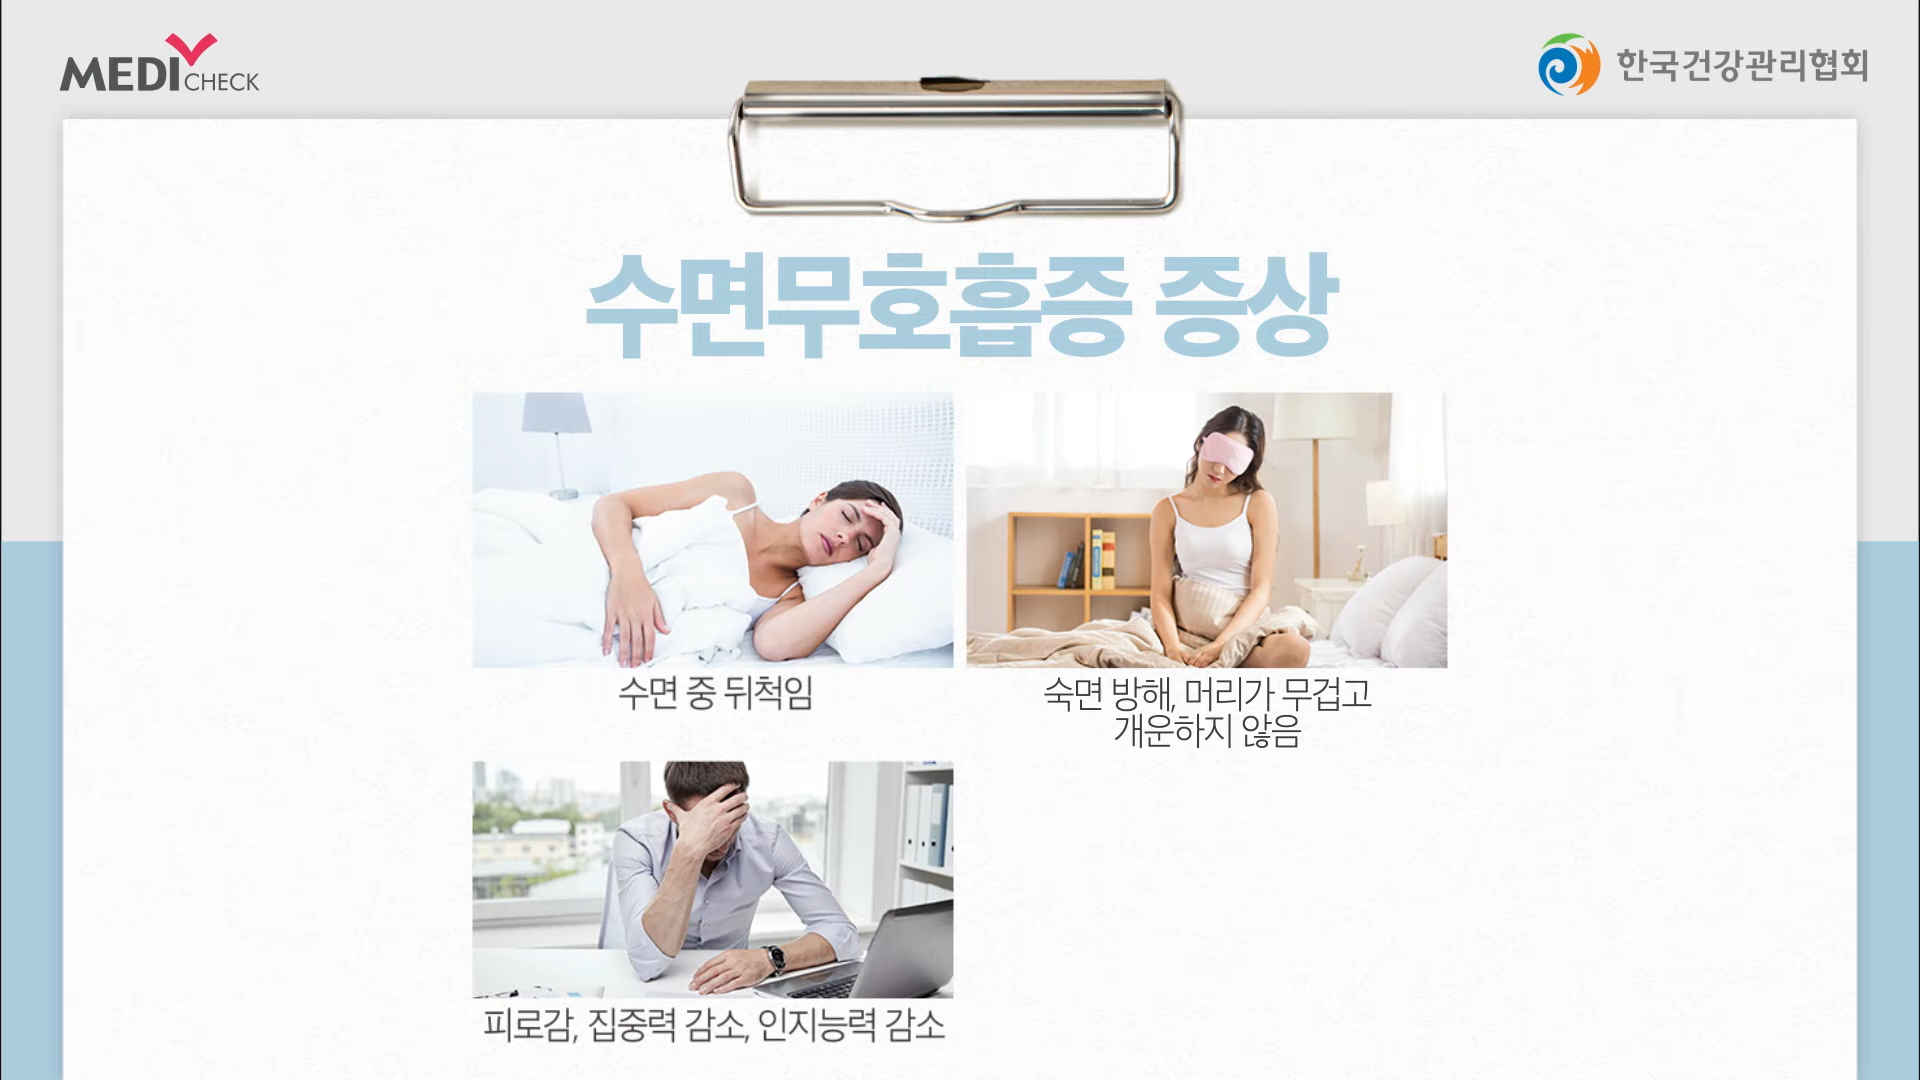 MEDI CHECK
한국건강관리협회
수면무호흡증 증상
수면 중 뒤척임
숙면 방해, 머리가 무겁고
개운하지 않음
피로감, 집중력 감소, 인지능력 감소